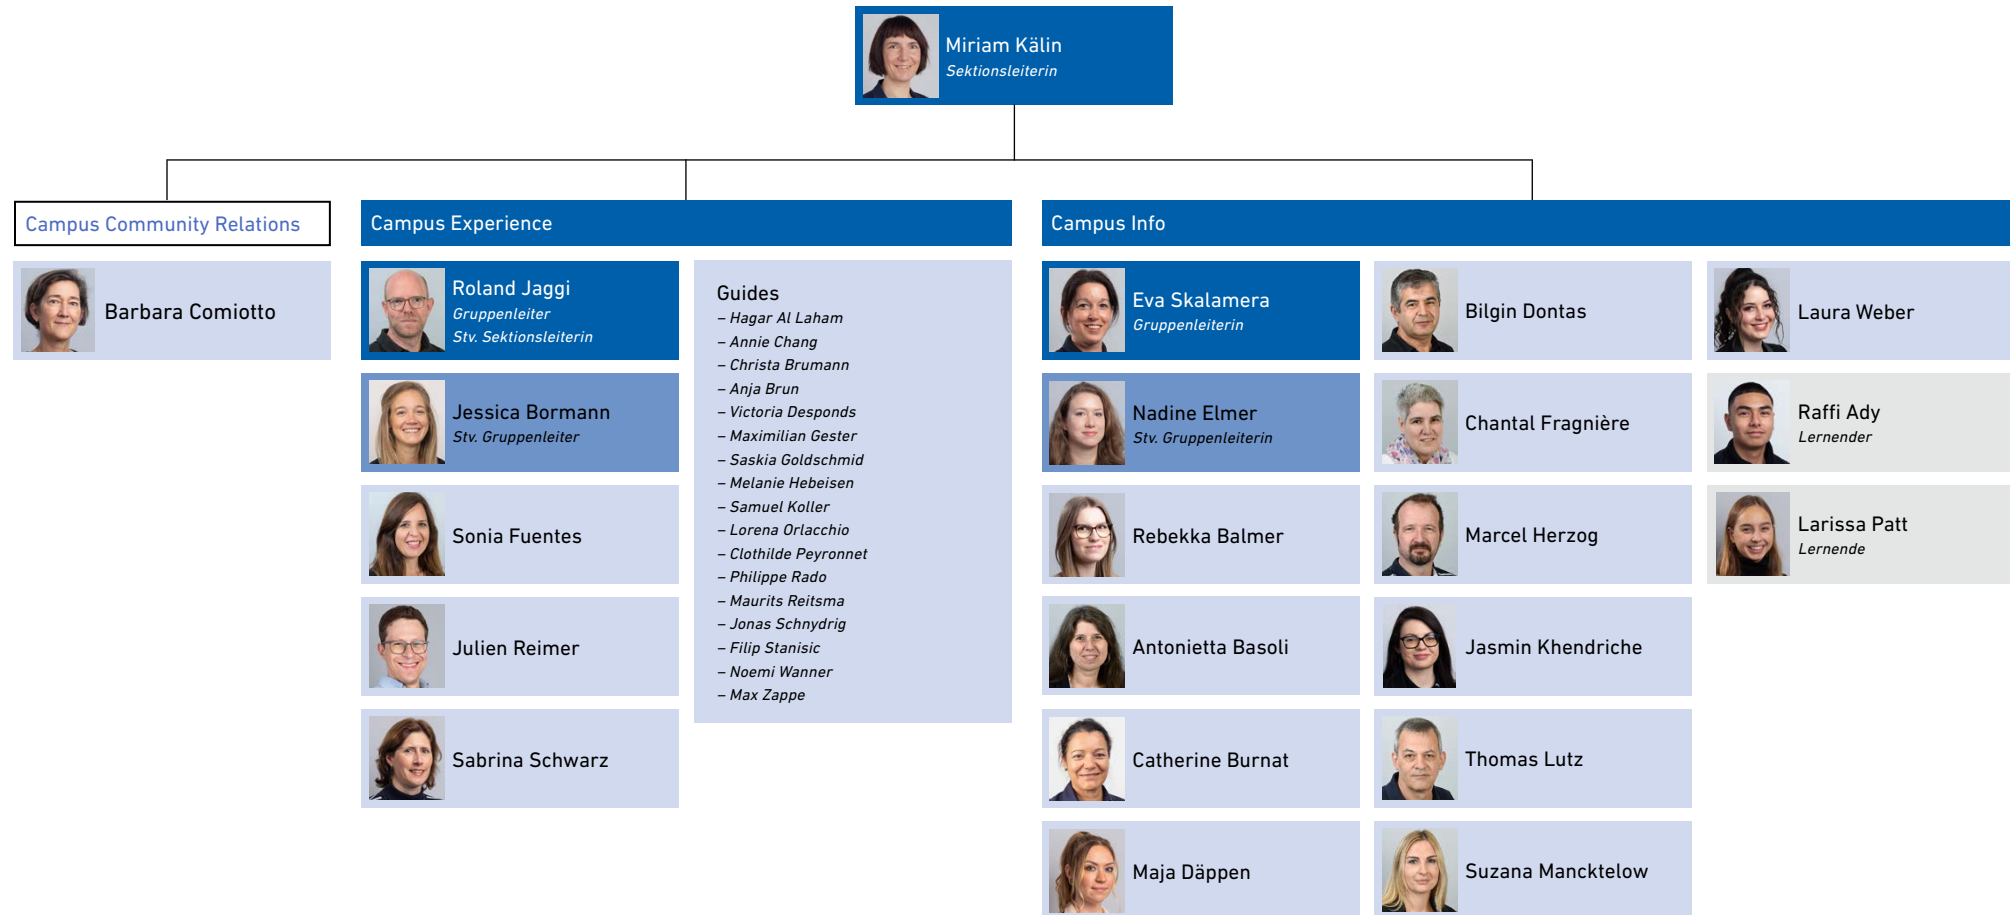 Miriam Kälin
Sektionsleiterin
Campus Community Relations
Barbara Comiotto
Campus Experience
Roland Jaggi
Gruppenleiter
Stv. Sektionsleiterin
Jessica Bormann
Stv. Gruppenleiter
Sonia Fuentes
Julien Reimer
Sabrina Schwarz
Guides
– Hagar Al Laham
– Annie Chang
– Christa Brumann
– Anja Brun
– Victoria Desponds
– Maximilian Gester
– Saskia Goldschmid
– Melanie Hebeisen
– Samuel Koller
– Lorena Orlacchio
– Clothilde Peyronnet
– Philippe Rado
– Maurits Reitsma
– Jonas Schnydrig
– Filip Stanisic
– Noemi Wanner
– Max Zappe
Campus Info
Eva Skalamera
Gruppenleiterin
Nadine Elmer
Stv. Gruppenleiterin
Rebekka Balmer
Antonietta Basoli
Catherine Burnat
Maja Däppen
Bilgin Dontas
Chantal Fragnière
Marcel Herzog
Jasmin Khendriche
Thomas Lutz
Suzana Mancktelow
Laura Weber
Raffi Ady
Lernender
Larissa Patt
Lernende